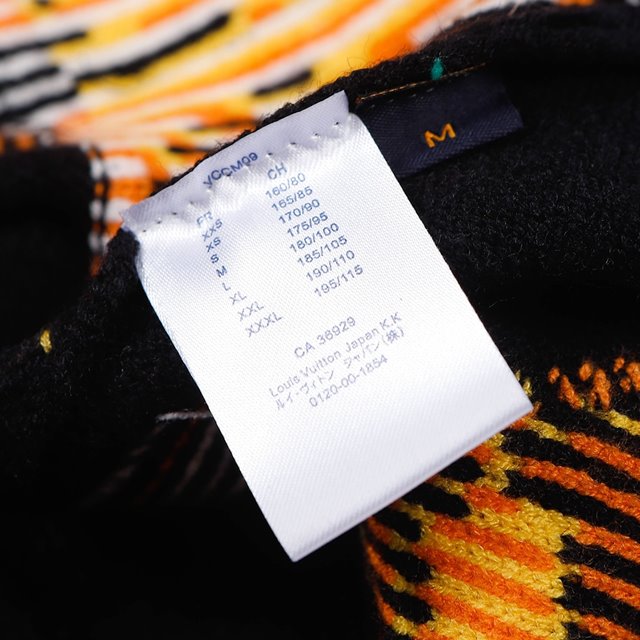 M
YCCM09
FR CH
XXS 160/80
XS 165/85
S 170/90
M 175/95
L 180/100
XL 185/105
XXL 190/110
XXXL 195/115
CA 36929
Louis Vuitton Japan K.K
ルイ・ヴィトン ジャパン(株)
0120-00-1854